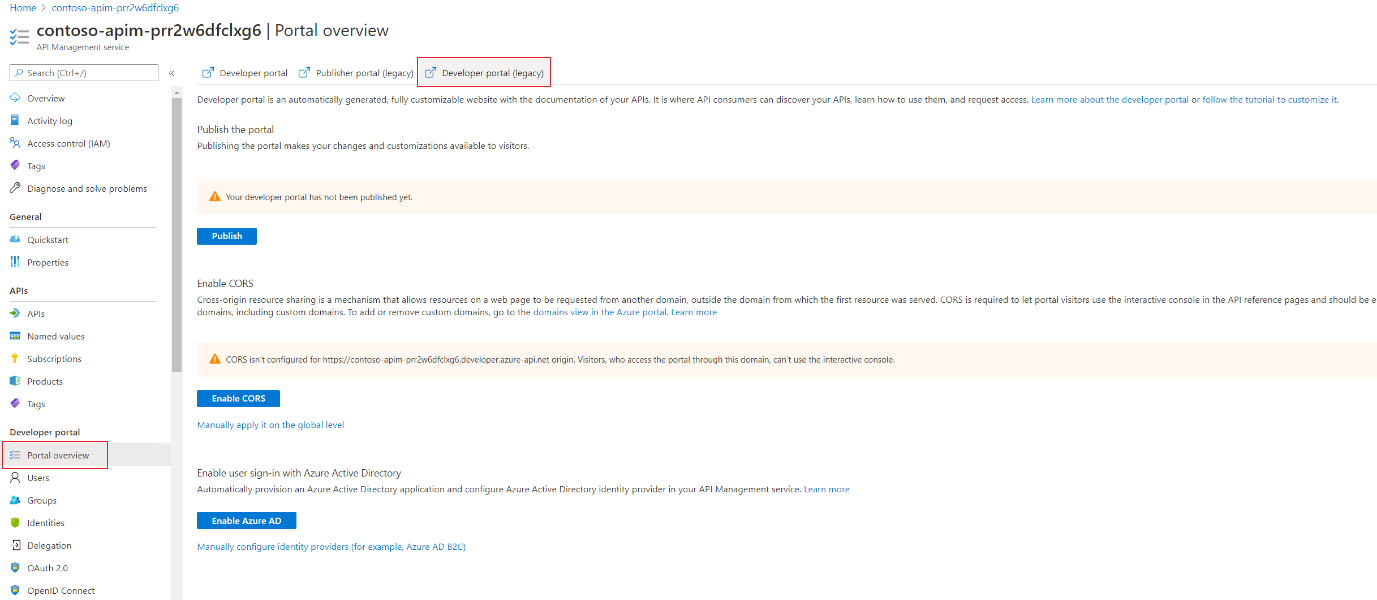 Home > contoso-apim-prr2w6dfclxg6
contoso-apim-prr2w6dfclxg6 | Portal overview
API Management service
Search (Ctrl+/)
«
Overview
Activity log
Access control (IAM)
Tags
Diagnose and solve problems
General
Quickstart
Properties
APIs
APIs
Named values
Subscriptions
Products
Tags
Developer portal
Portal overview
Users
Groups
Identities
Delegation
OAuth 2.0
OpenID Connect
Developer portal
Publisher portal (legacy)
Developer portal (legacy)
Developer portal is an automatically generated, fully customizable website with the documentation of your APIs. It is where API consumers can discover your APIs, learn how to use them, and request access. Learn more about the developer portal or follow the tutorial to customize it.
Publish the portal
Publishing the portal makes your changes and customizations available to visitors.
Your developer portal has not been published yet.
Publish
Enable CORS
Cross-origin resource sharing is a mechanism that allows resources on a web page to be requested from another domain, outside the domain from which the first resource was served. CORS is required to let portal visitors use the interactive console in the API reference pages and should be e
domains, including custom domains. To add or remove custom domains, go to the domains view in the Azure portal. Learn more
CORS isn't configured for https://contoso-apim-prr2w6dfclxg6.developer.azure-api.net origin. Visitors, who access the portal through this domain, can't use the interactive console.
Enable CORS
Manually apply it on the global level
Enable user sign-in with Azure Active Directory
Automatically provision an Azure Active Directory application and configure Azure Active Directory identity provider in your API Management service. Learn more
Enable Azure AD
Manually configure identity providers (for example, Azure AD B2C)